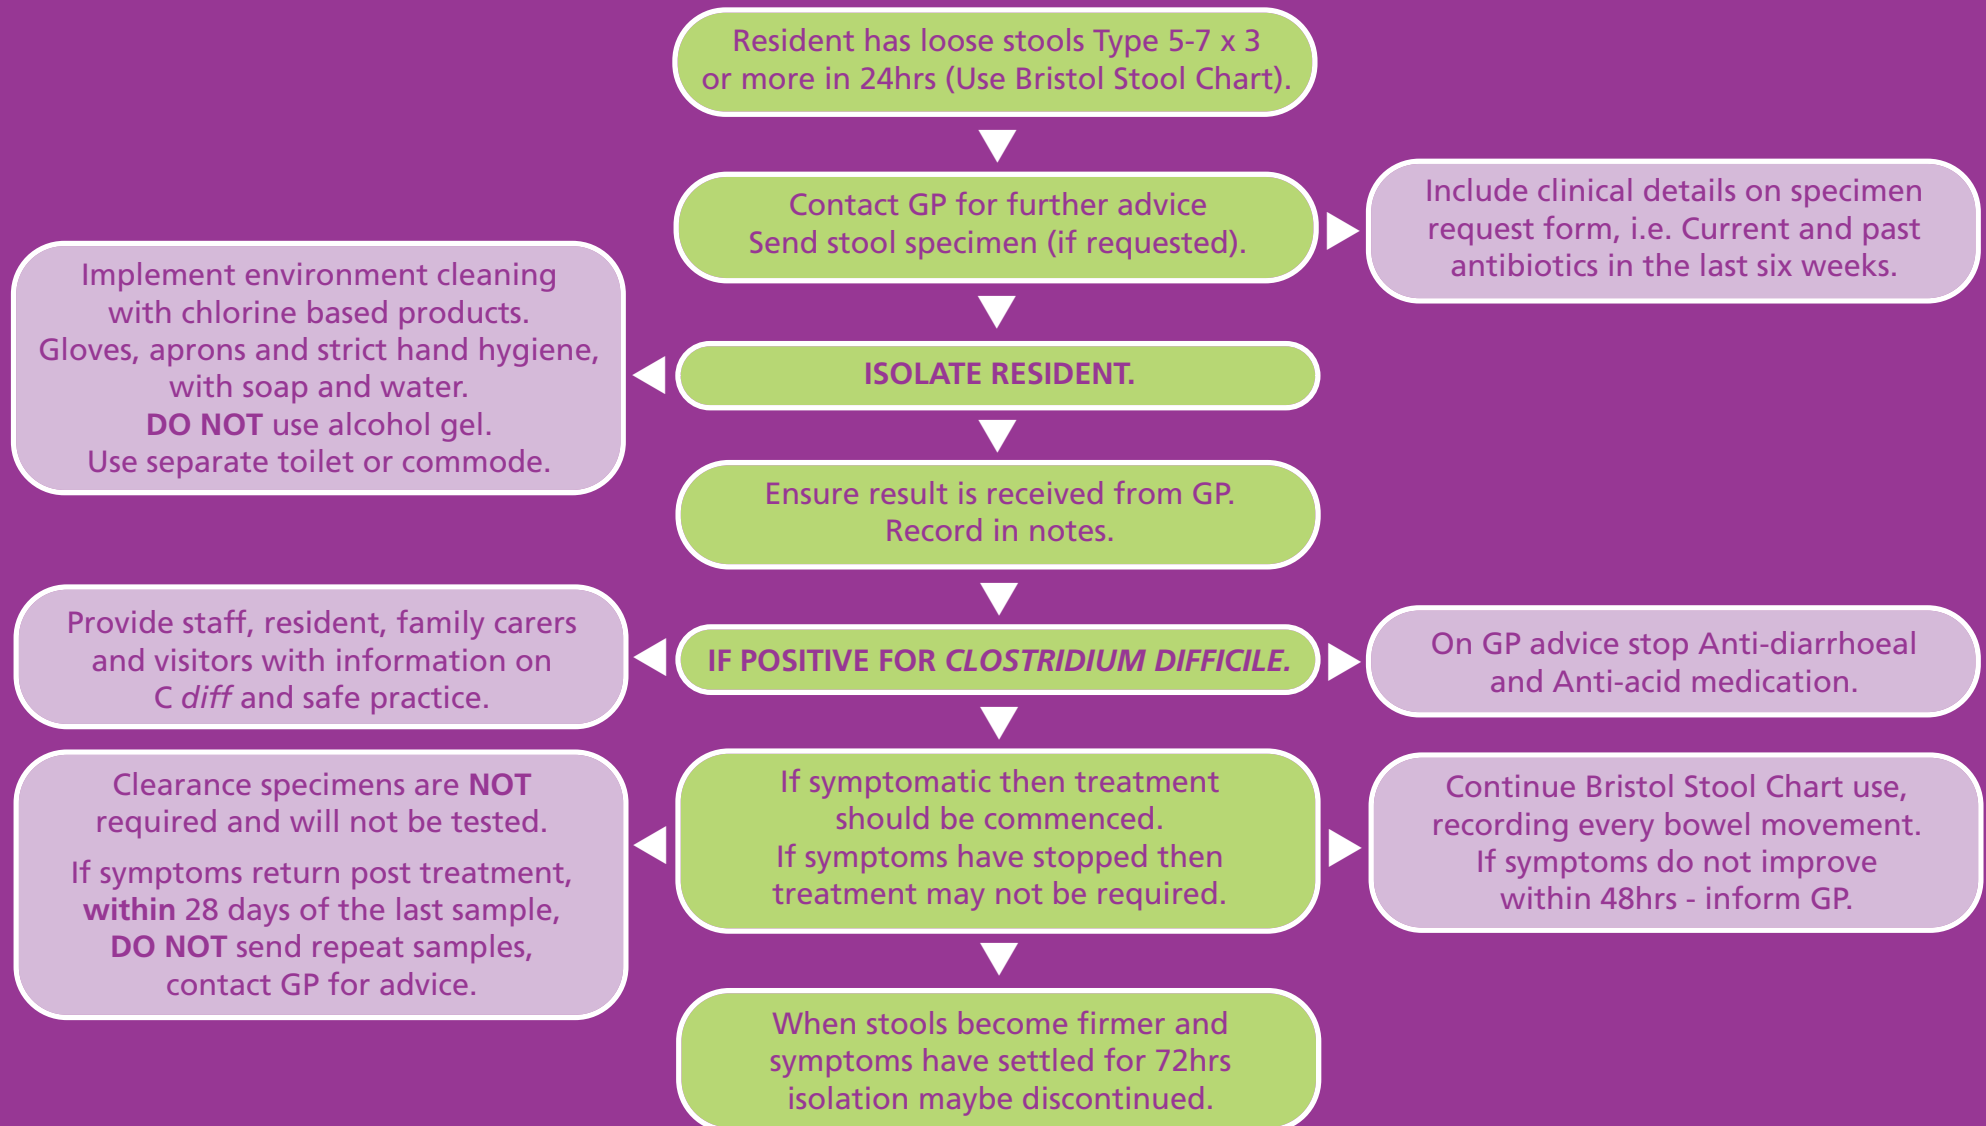 Resident has loose stools Type 5-7 x 3
or more in 24hrs (Use Bristol Stool Chart).
Contact GP for further advice
Send stool specimen (if requested).
Include clinical details on specimen
request form, i.e. Current and past
antibiotics in the last six weeks.
ISOLATE RESIDENT.
Implement environment cleaning
with chlorine based products.
Gloves, aprons and strict hand hygiene,
with soap and water.
DO NOT use alcohol gel.
Use separate toilet or commode.
Ensure result is received from GP.
Record in notes.
IF POSITIVE FOR CLOSTRIDIUM DIFFICILE.
Provide staff, resident, family carers
and visitors with information on
C diff and safe practice.
On GP advice stop Anti-diarrhoeal
and Anti-acid medication.
If symptomatic then treatment
should be commenced.
If symptoms have stopped then
treatment may not be required.
Clearance specimens are NOT
required and will not be tested.
If symptoms return post treatment,
within 28 days of the last sample,
DO NOT send repeat samples,
contact GP for advice.
Continue Bristol Stool Chart use,
recording every bowel movement.
If symptoms do not improve
within 48hrs - inform GP.
When stools become firmer and
symptoms have settled for 72hrs
isolation maybe discontinued.